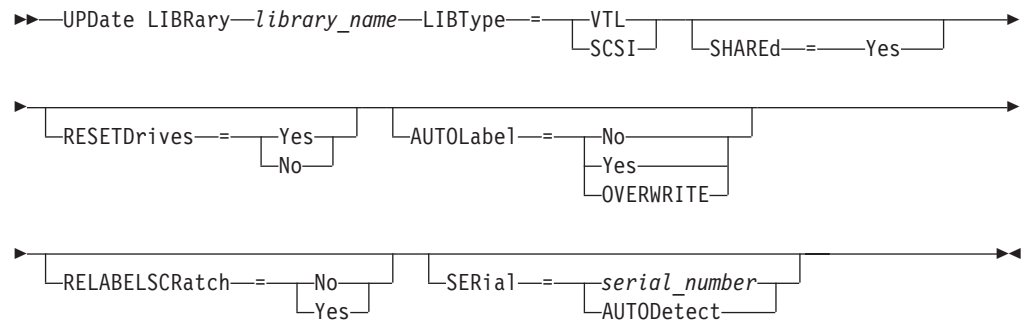 UPDate LIBRary library_name LIBType = VTL
SCSI SHAREd = Yes
RESETDrives = Yes
No AUTOLabel = No
Yes
OVERWRITE
RELABELSCRatch = No
Yes SERial = serial_number
AUTODetect